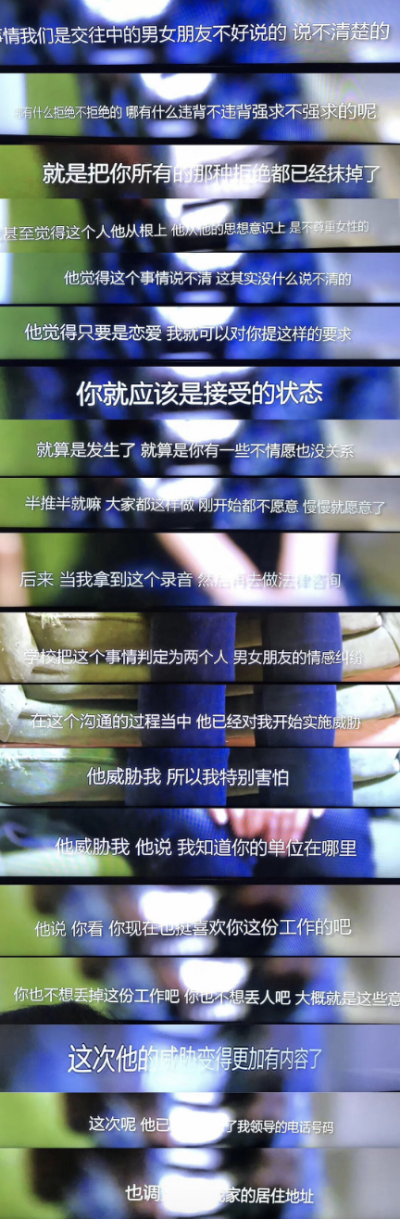 情我们是交往中的男女朋友不好说的 说不清楚的
有什么拒绝不拒绝的 哪有什么违背不违背强求不强求的呢
就是把你所有的那种拒绝都已经抹掉了
甚至觉得这个人他从根上 他从他的思想意识上 是不尊重女性的
他觉得这个事情说不清 这其实没什么说不清的
他觉得只要是恋爱 我就可以对你提这样的要求
你就应该是接受的状态
就算是发生了 就算是你有一些不情愿也没关系
半推半就嘛 大家都这样做 刚开始都不愿意 慢慢就愿意了
后来 当我拿到这个录音 然后再去做法律咨询
学校把这个事情判定为两个人 男女朋友的情感纠纷
在这个沟通的过程当中 他已经对我开始实施威胁
他威胁我 所以我特别害怕
他威胁我 他说 我知道你的单位在哪里
他说 你看 你现在也挺喜欢你这份工作的吧
你也不想丢掉这份工作吧 你也不想丢人吧 大概就是这些意
这次他的威胁变得更加有内容了
这次呢 他已 了我领导的电话号码
也调 家的居住地址